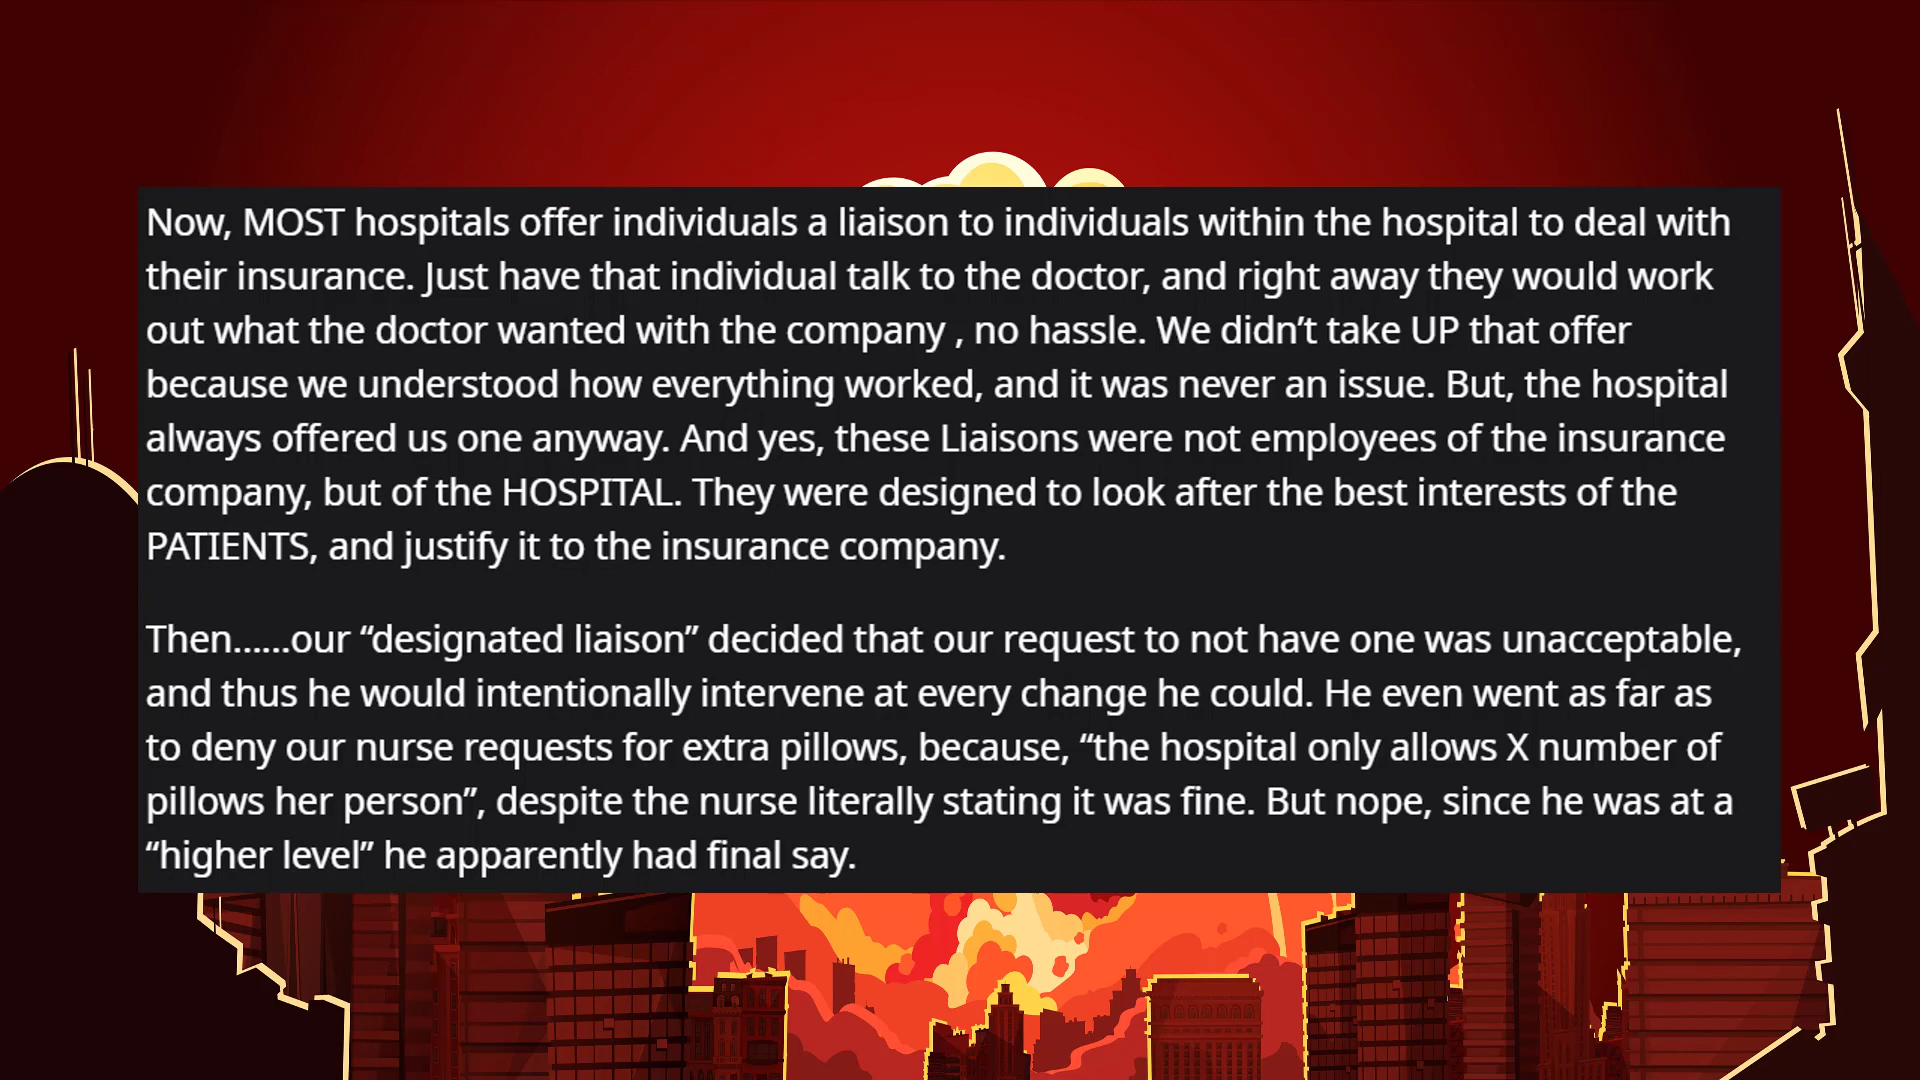 Now, MOST hospitals offer individuals a liaison to individuals within the hospital to deal with
their insurance. Just have that individual talk to the doctor, and right away they would work
out what the doctor wanted with the company , no hassle. We didn’t take UP that offer
because we understood how everything worked, and it was never an issue. But, the hospital
always offered us one anyway. And yes, these Liaisons were not employees of the insurance
company, but of the HOSPITAL. They were designed to look after the best interests of the
PATIENTS, and justify it to the insurance company.
Then......our “designated liaison” decided that our request to not have one was unacceptable,
and thus he would intentionally intervene at every change he could. He even went as far as
to deny our nurse requests for extra pillows, because, “the hospital only allows X number of
pillows her person”, despite the nurse literally stating it was fine. But nope, since he was at a
“higher level” he apparently had final say.